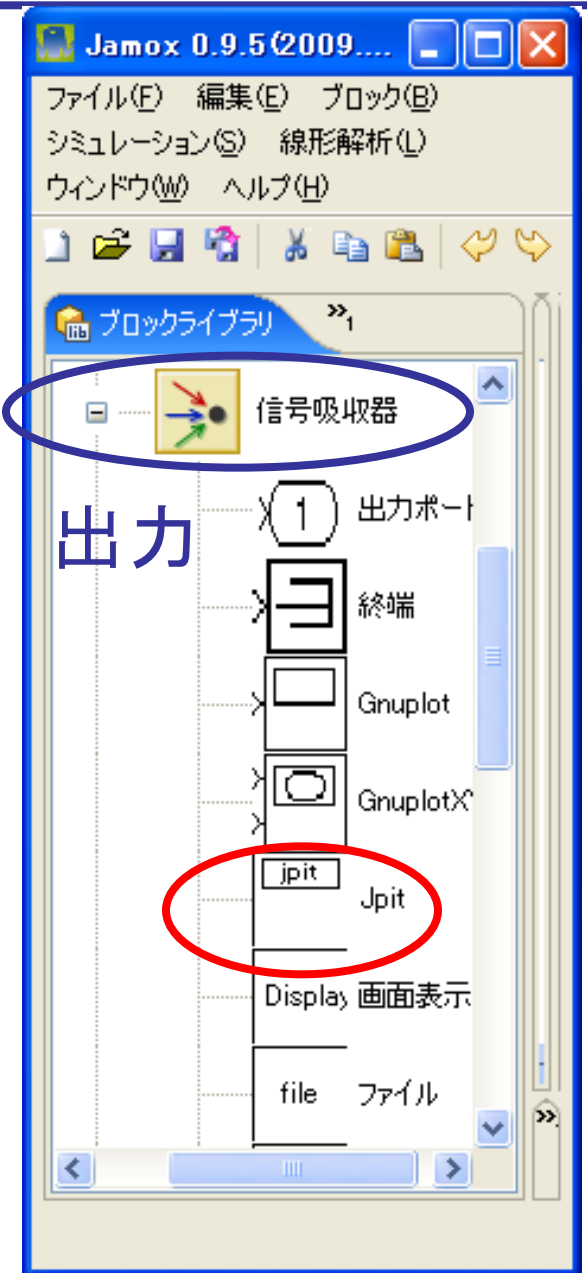 Jamox 0.9.5(2009....
ファイル(F) 編集(E) ブロック(B)
シミュレーション(S) 線形解析(L)
ウィンドウ(W) ヘルプ(H)
lib ブロックライブラリ »1
信号吸収器
出力
1 出力ポート
終端
Gnuplot
GnuplotXY
jpit
Jpit
Display 画面表示
file ファイル